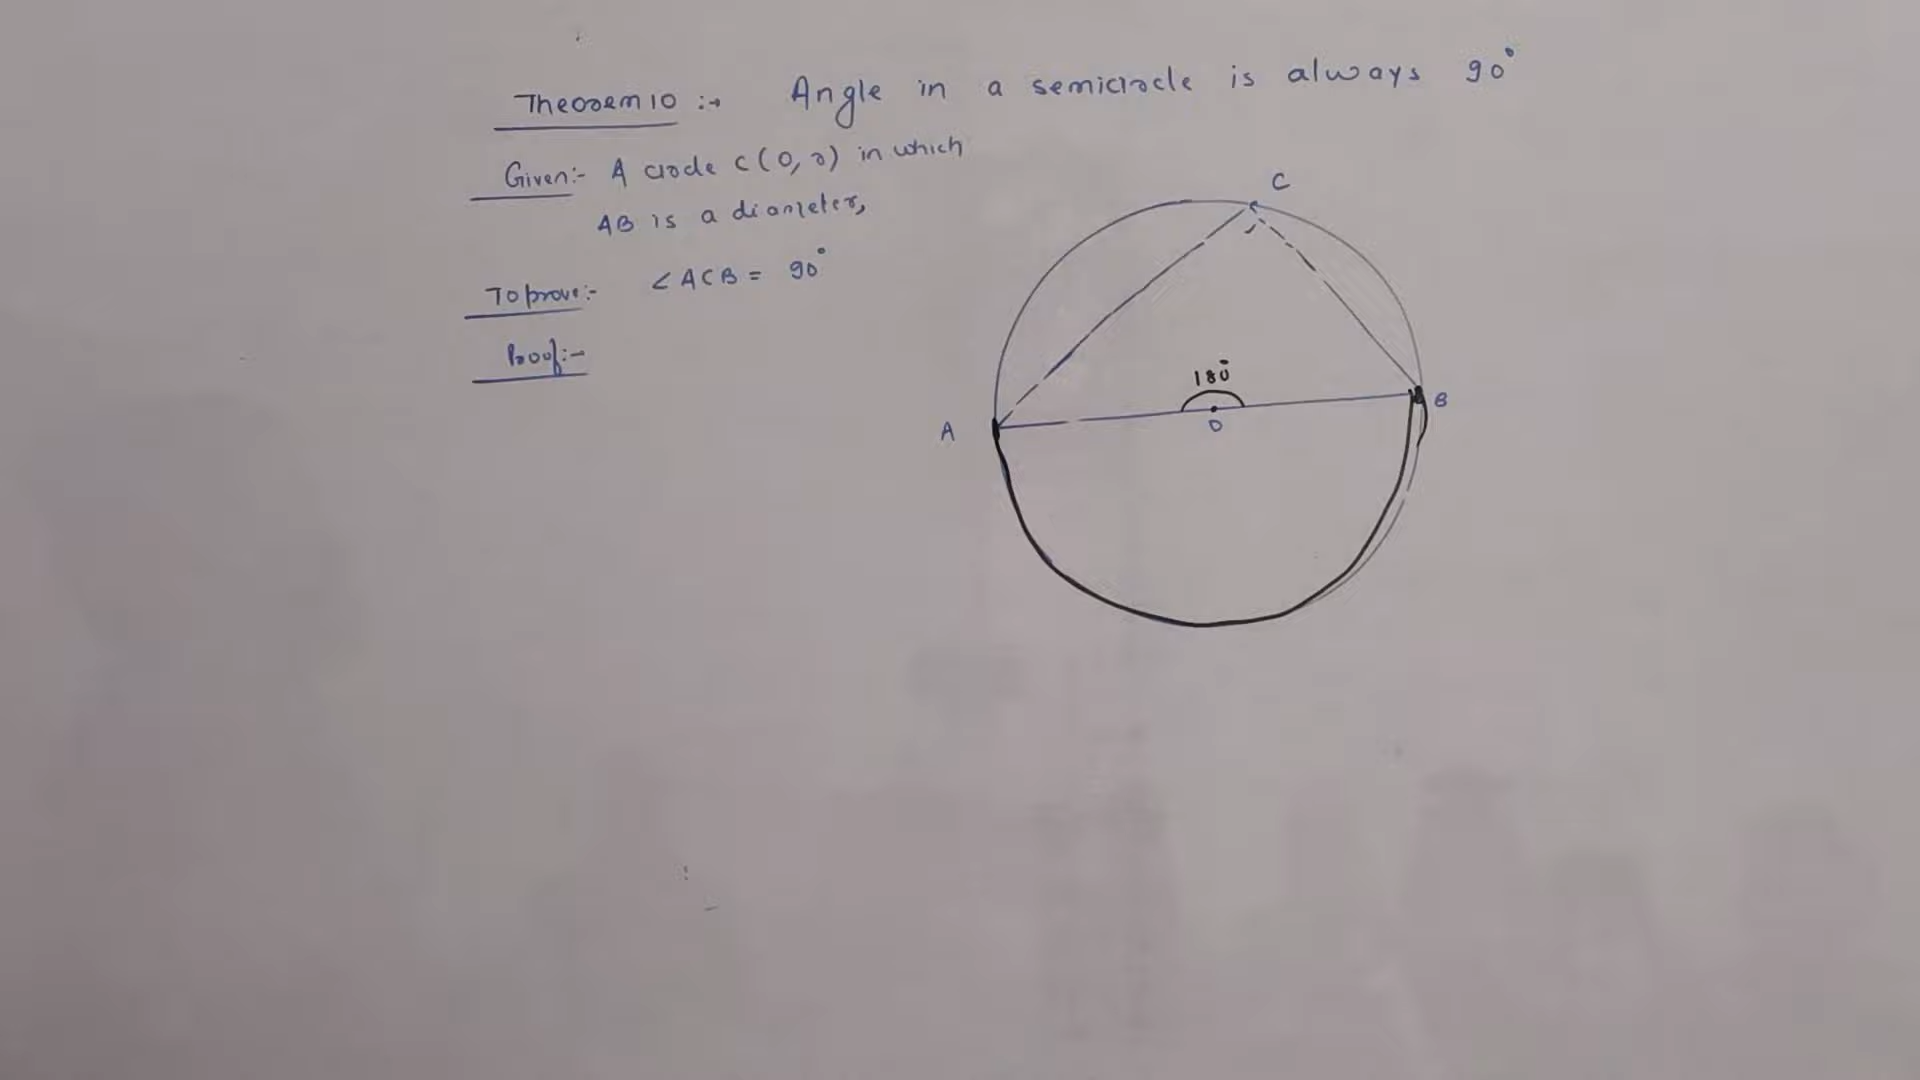 Theorem 10 :→ Angle in a semicircle is always 90°
Given:- A circle C(O, r) in which
AB is a diameter,
To prove:- ∠ACB = 90°
Proof:-
C
180°
A
O
B